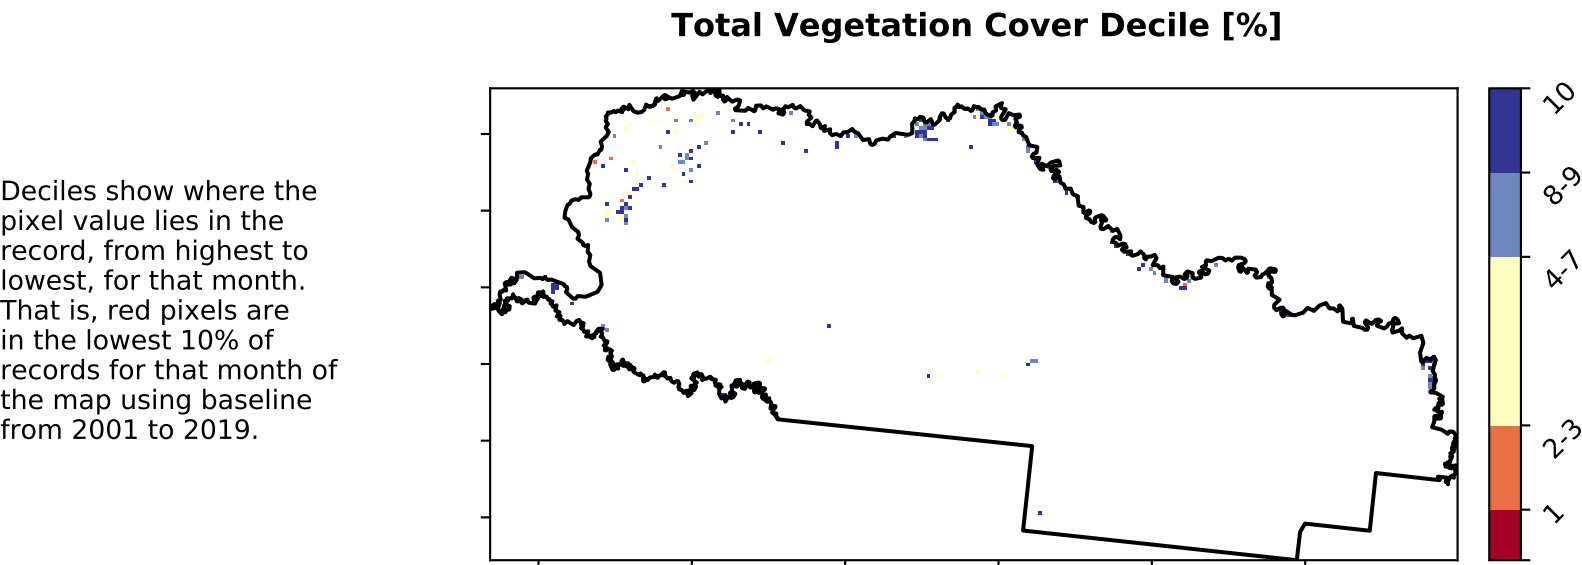 Total Vegetation Cover Decile [%]
Deciles show where the
pixel value lies in the
record, from highest to
lowest, for that month.
That is, red pixels are
in the lowest 10% of
records for that month of
the map using baseline
from 2001 to 2019.
10
8-9
4-7
2-3
1